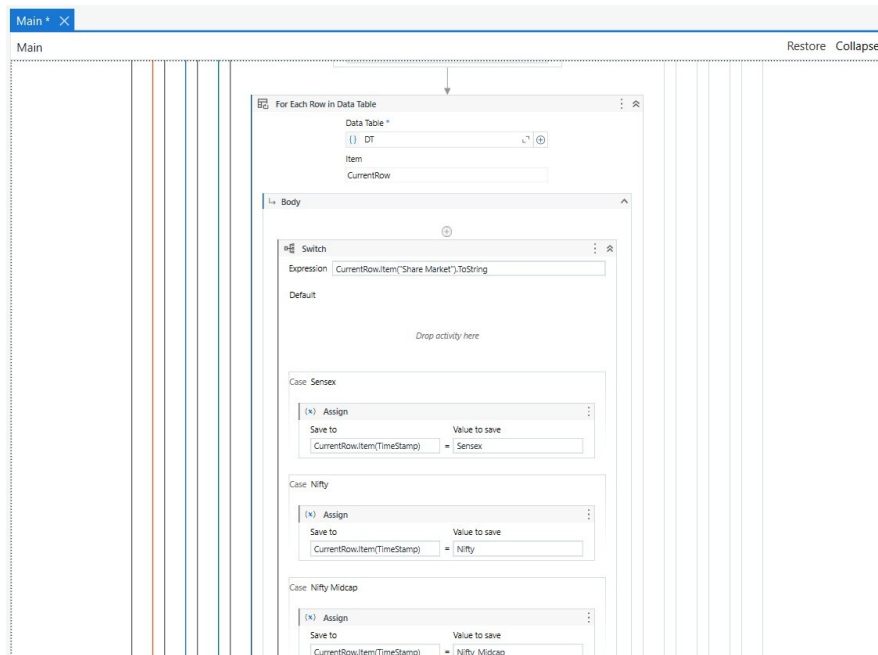 Main *
Main
Restore Collapse
For Each Row in Data Table
Data Table *
{} DT
Item
CurrentRow
Body
Switch
Expression CurrentRow.Item("Share Market").ToString
Default
Drop activity here
Case Sensex
(x) Assign
Save to Value to save
CurrentRow.Item(TimeStamp) = Sensex
Case Nifty
(x) Assign
Save to Value to save
CurrentRow.Item(TimeStamp) = Nifty
Case Nifty Midcap
(x) Assign
Save to Value to save
CurrentRow.Item(TimeStamp) = Nifty_Midcap